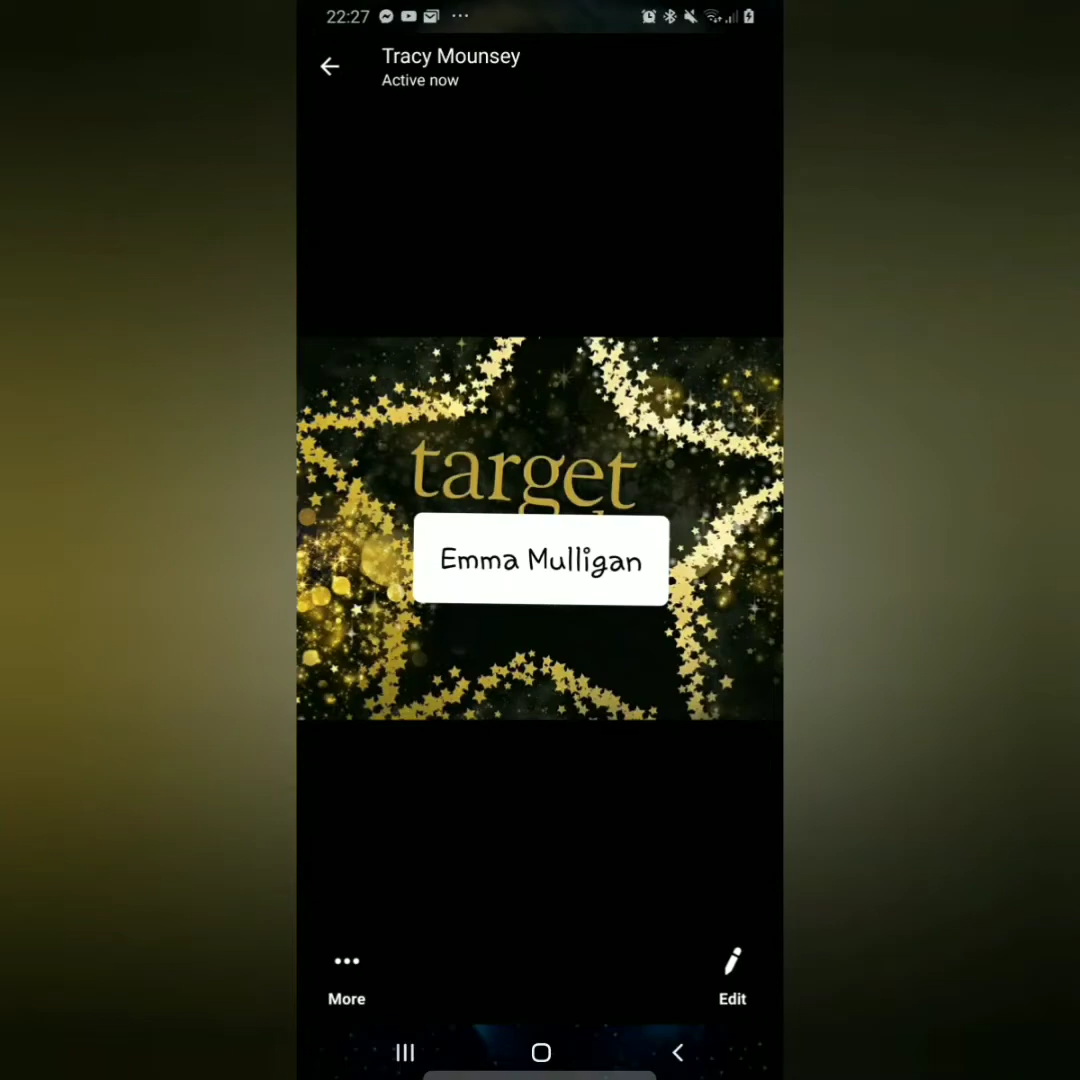 22:27
Tracy Mounsey
Active now
target
Emma Mulligan
More
Edit